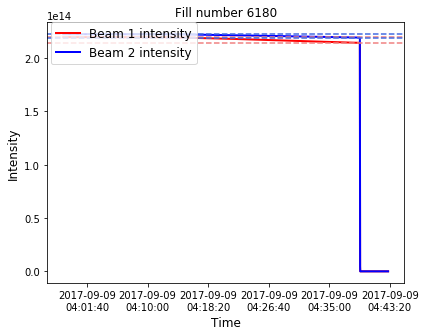 Fill number 6180
1e14
Beam 1 intensity
Beam 2 intensity
2.0
1.5
1.0
0.5
0.0
Intensity
2017-09-09 2017-09-09 2017-09-09 2017-09-09 2017-09-09 2017-09-09
04:01:40 04:10:00 04:18:20 04:26:40 04:35:00 04:43:20
Time